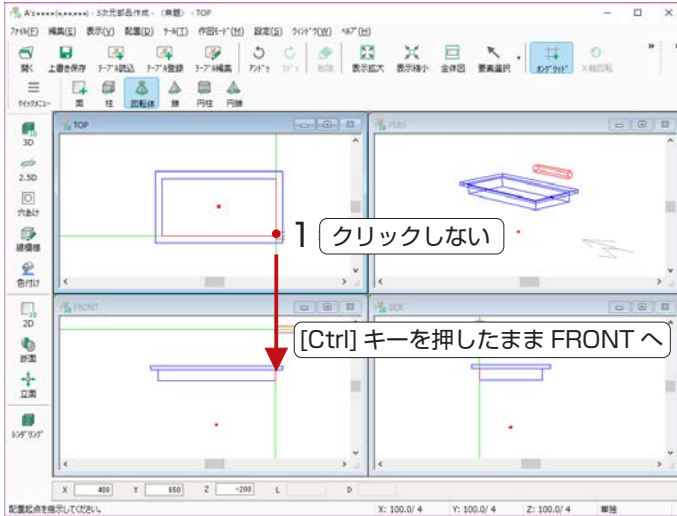 A's★★★★(★,★★,★★★) - 3次元部品作成 - (無題) - TOP
ﾌｧｲﾙ(F) 編集(E) 表示(V) 配置(D) ﾂｰﾙ(T) 作図ﾓｰﾄﾞ(M) 設定(S) ｳｨﾝﾄﾞｳ(W) ﾍﾙﾌﾟ(H)
開く 上書き保存 ﾃｰﾌﾞﾙ読込 ﾃｰﾌﾞﾙ登録 ﾃｰﾌﾞﾙ編集 ｱﾝﾄﾞｩ ﾘﾄﾞｩ 削除 表示拡大 表示縮小 全体図 要素選択 ｵﾝｸﾞﾘｯﾄﾞ X軸回転
ｸｲｯｸﾒﾆｭｰ 面 柱 回転体 錐 円柱 円錐
3D
2.5D
穴あけ
線模様
色付け
2D
断面
立面
ﾚﾝﾀﾞﾘﾝｸﾞ
TOP
PERS
1 クリックしない
FRONT
SIDE
[Ctrl] キーを押したまま FRONT へ
X 400 Y 650 Z -200 L D
配置起点を指示してください。 X: 100.0/ 4 Y: 100.0/ 4 Z: 100.0/ 4 単独